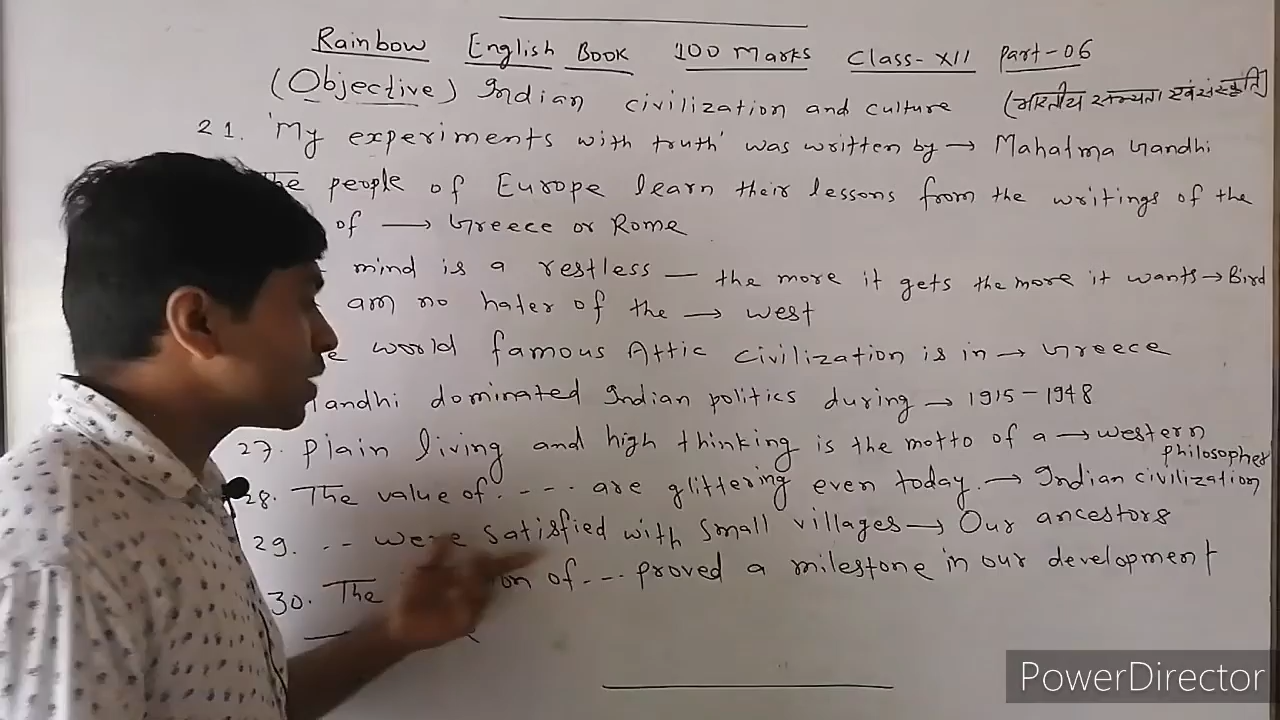 Rainbow English Book 100 Marks Class-XII Part-06
(Objective) Indian civilization and culture (भारतीय सभ्यता एवं संस्कृति)
21. 'My experiments with truth' was written by → Mahatma Gandhi
The people of Europe learn their lessons from the writings of the
of → Greece or Rome
mind is a restless — the more it gets the more it wants → Bird
am no hater of the → west
world famous Attic civilization is in → Greece
Gandhi dominated Indian politics during → 1915-1948
27. Plain living and high thinking is the motto of a → western philosopher
28. The value of .---- are glittering even today. → Indian civilization
29. -- were satisfied with small villages → Our ancestors
30. The on of --- proved a milestone in our development
PowerDirector